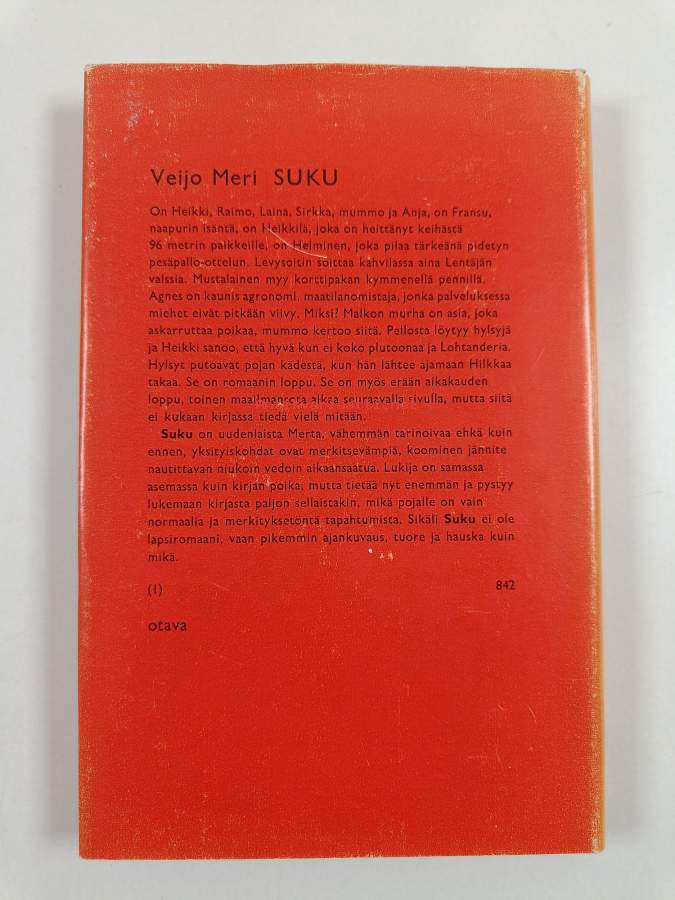 Veijo Meri SUKU
On Heikki, Raimo, Laina, Sirkka, mummo ja Anja, on Fransu,
naapurin isäntä, on Heikkilä, joka on heittänyt keihästä
96 metrin paikkeille, on Helminen, joka pilaa tärkeänä pidetyn
pesäpallo-ottelun. Levysoitin soittaa kahvilassa aina Lentäjän
valssia. Mustalainen myy korttipakan kymmenellä pennillä.
Agnes on kaunis agronomi, maatilanomistaja, jonka palveluksessa
miehet eivät pitkään viivy. Miksi? Malkon murha on asia, joka
askarruttaa poikaa, mummo kertoo siitä. Pellosta löytyy hylsyjä
ja Heikki sanoo, että hyvä kun ei koko plutoonaa ja Lohtanderia.
Hylsyt putoavat pojan kädestä, kun hän lähtee ajamaan Hilkkaa
takaa. Se on romaanin loppu. Se on myös erään aikakauden
loppu, toinen maailmansota alkaa seuraavalla sivulla, mutta siitä
ei kukaan kirjassa tiedä vielä mitään.
Suku on uudenlaista Merta, vähemmän tarinoivaa ehkä kuin
ennen, yksityiskohdat ovat merkitsevämpiä, koominen jännite
nautittavan niukoin vedoin aikaansaatua. Lukija on samassa
asemassa kuin kirjan poika, mutta tietää nyt enemmän ja pystyy
lukemaan kirjasta paljon sellaistakin, mikä pojalle on vain
normaalia ja merkityksetöntä tapahtumista. Sikäli Suku ei ole
lapsiromaani, vaan pikemmin ajankuvaus, tuore ja hauska kuin
mikä.
(1) 842
otava